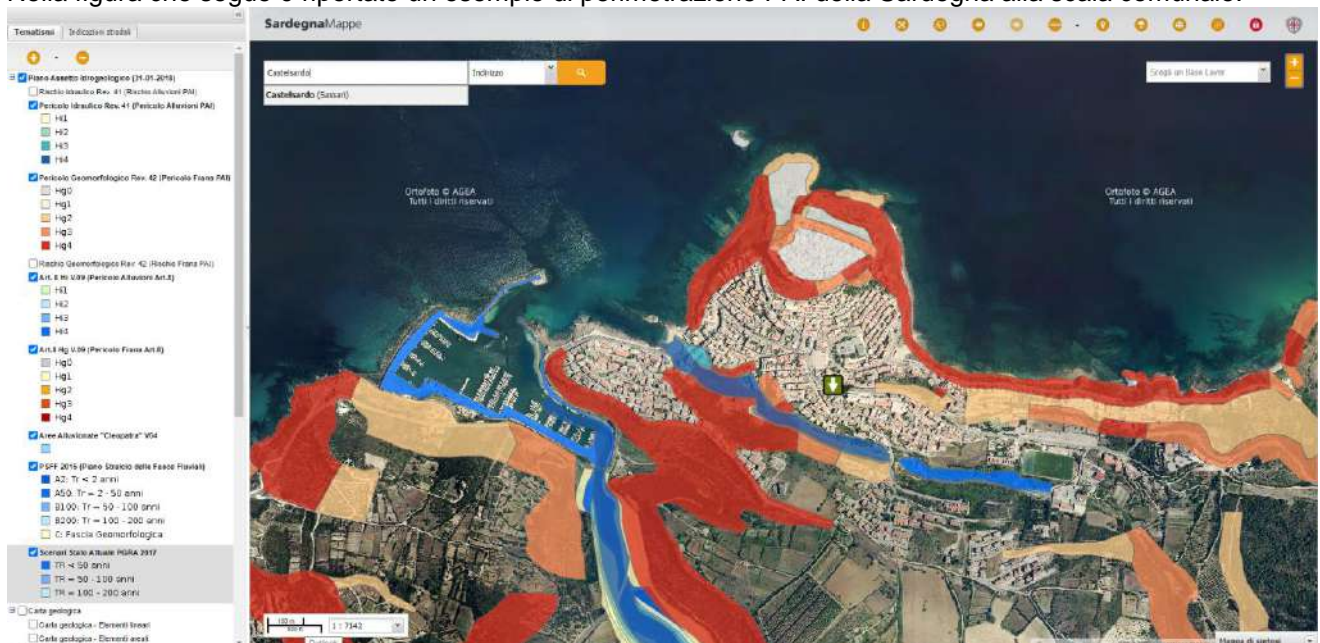 Nella figura che segue è riportato un esempio di perimetrazione PAI della Sardegna alla scala comunale.
SardegnaMappe
Tematismi
Indicazioni stradali
Piano Assetto Idrogeologico (31-01-2018)
Rischio Idraulico Rev. 41 (Rischio Alluvioni PAI)
Pericolo Idraulico Rev. 41 (Pericolo Alluvioni PAI)
Hi1
Hi2
Hi3
Hi4
Pericolo Geomorfologico Rev. 42 (Pericolo Frana PAI)
Hg0
Hg1
Hg2
Hg3
Hg4
Rischio Geomorfologico Rev. 42 (Rischio Frana PAI)
Art. 8 Hi V.09 (Pericolo Alluvioni Art.8)
Hi1
Hi2
Hi3
Hi4
Art.8 Hg V.09 (Pericolo Frana Art.8)
Hg0
Hg1
Hg2
Hg3
Hg4
Aree Alluvionate "Cleopatra" V04
PSFF 2015 (Piano Stralcio delle Fasce Fluviali)
A2: Tr < 2 anni
A50: Tr = 2 - 50 anni
B100: Tr = 50 - 100 anni
B200: Tr = 100 - 200 anni
C: Fascia Geomorfologica
Scenari Stato Attuale PGRA 2017
TR < 50 anni
TR = 50 - 100 anni
TR = 100 - 200 anni
Carta geologica
Carta geologica - Elementi lineari
Carta geologica - Elementi areali
Castelsardo
Indirizzo
Castelsardo (Sassari)
Scegli un Base Layer
Ortofoto © AGEA
Tutti i diritti riservati
Ortofoto © AGEA
Tutti i diritti riservati
1 : 7142
Mappa di sintesi